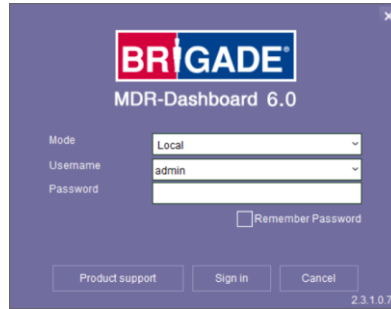 BRIGADE®
MDR-Dashboard 6.0
Mode
Local
Username
admin
Password
Remember Password
Product support
Sign in
Cancel
2.3.1.0.7